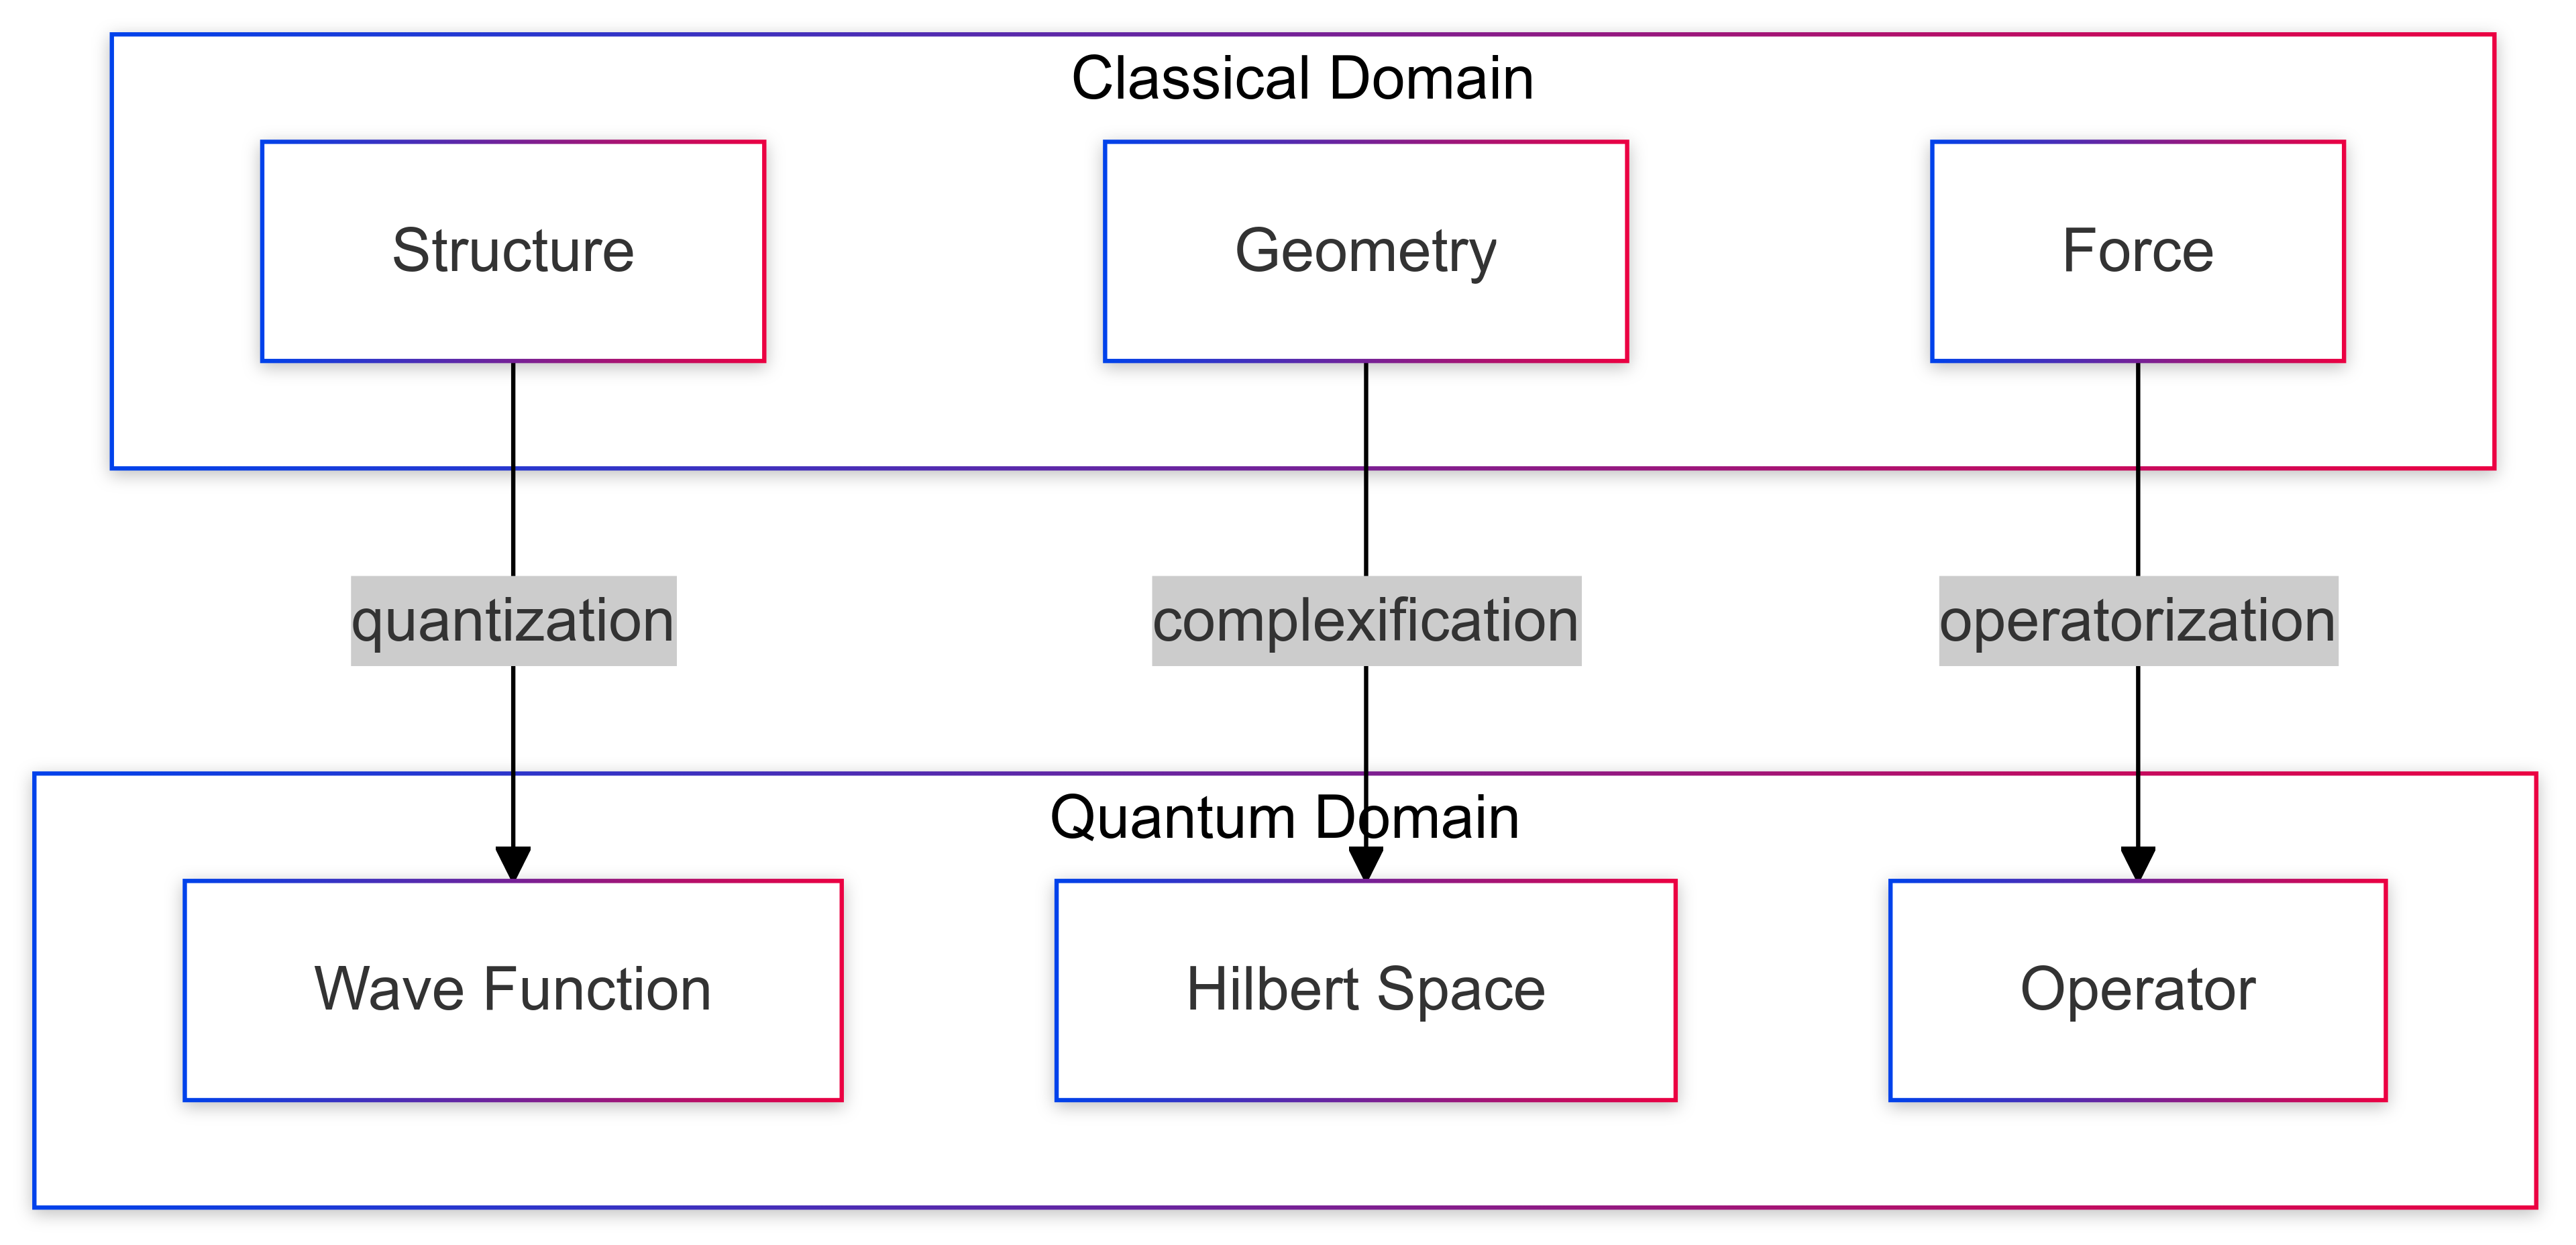 Classical Domain
Structure
Geometry
Force
quantization
complexification
operatorization
Quantum Domain
Wave Function
Hilbert Space
Operator